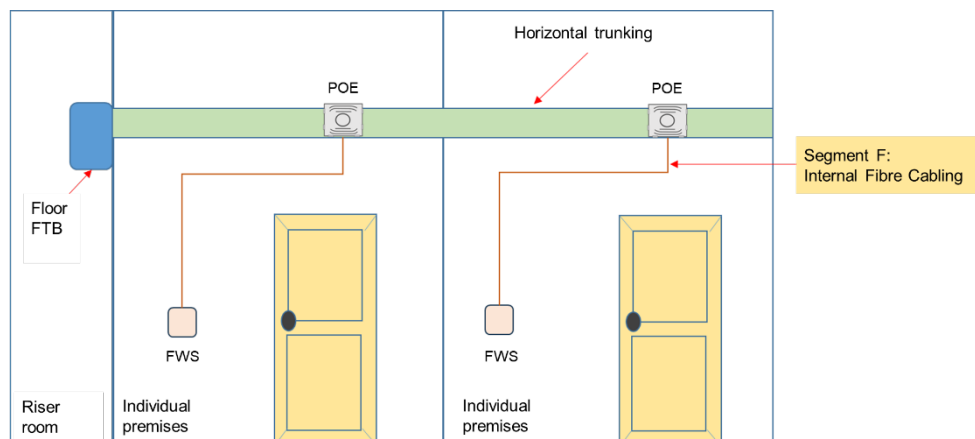 Horizontal trunking
POE
POE
Segment F:
Internal Fibre Cabling
Floor
FTB
FWS
FWS
Riser
room
Individual
premises
Individual
premises